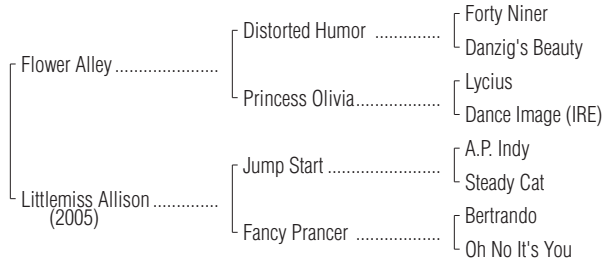 Forty Niner
Distorted Humor ..............
Danzig's Beauty
Flower Alley .....................
Lycius
Princess Olivia.................
Dance Image (IRE)
A.P. Indy
Jump Start ......................
Steady Cat
Littlemiss Allison .............
(2005)
Bertrando
Fancy Prancer .................
Oh No It's You